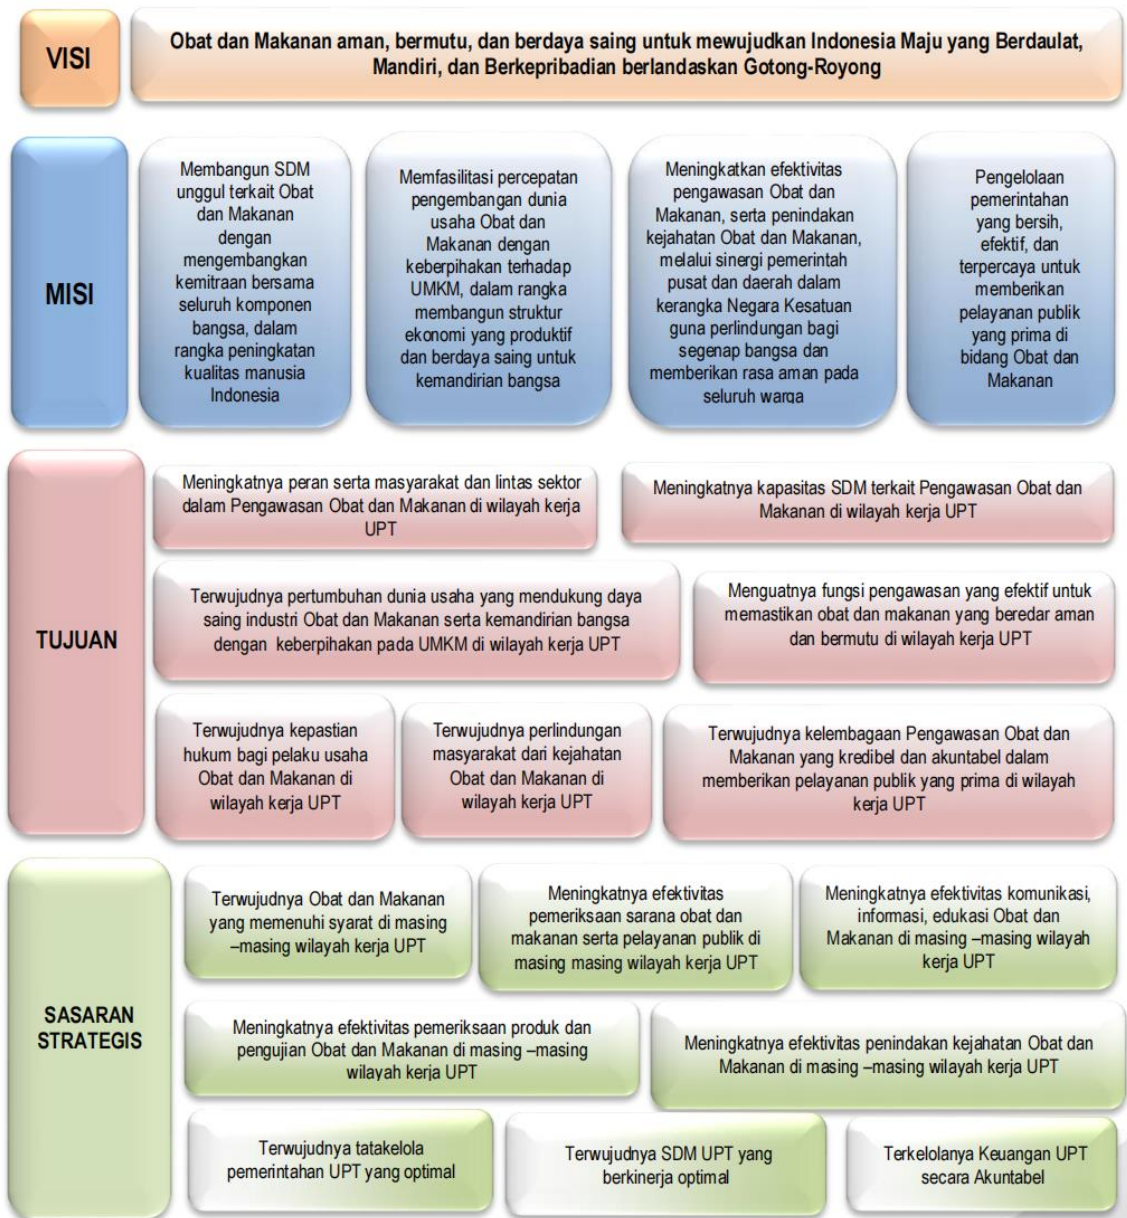 VISI
Obat dan Makanan aman, bermutu, dan berdaya saing untuk mewujudkan Indonesia Maju yang Berdaulat,
Mandiri, dan Berkepribadian berlandaskan Gotong-Royong
MISI
Membangun SDM
unggul terkait Obat
dan Makanan
dengan
mengembangkan
kemitraan bersama
seluruh komponen
bangsa, dalam
rangka peningkatan
kualitas manusia
Indonesia
Memfasilitasi percepatan
pengembangan dunia
usaha Obat dan
Makanan dengan
keberpihakan terhadap
UMKM, dalam rangka
membangun struktur
ekonomi yang produktif
dan berdaya saing untuk
kemandirian bangsa
Meningkatkan efektivitas
pengawasan Obat dan
Makanan, serta penindakan
kejahatan Obat dan Makanan,
melalui sinergi pemerintah
pusat dan daerah dalam
kerangka Negara Kesatuan
guna perlindungan bagi
segenap bangsa dan
memberikan rasa aman pada
seluruh warga
Pengelolaan
pemerintahan
yang bersih,
efektif, dan
terpercaya untuk
memberikan
pelayanan publik
yang prima di
bidang Obat dan
Makanan
TUJUAN
Meningkatnya peran serta masyarakat dan lintas sektor
dalam Pengawasan Obat dan Makanan di wilayah kerja
UPT
Meningkatnya kapasitas SDM terkait Pengawasan Obat dan
Makanan di wilayah kerja UPT
Terwujudnya pertumbuhan dunia usaha yang mendukung daya
saing industri Obat dan Makanan serta kemandirian bangsa
dengan keberpihakan pada UMKM di wilayah kerja UPT
Menguatnya fungsi pengawasan yang efektif untuk
memastikan obat dan makanan yang beredar aman
dan bermutu di wilayah kerja UPT
Terwujudnya kepastian
hukum bagi pelaku usaha
Obat dan Makanan di
wilayah kerja UPT
Terwujudnya perlindungan
masyarakat dari kejahatan
Obat dan Makanan di
wilayah kerja UPT
Terwujudnya kelembagaan Pengawasan Obat dan
Makanan yang kredibel dan akuntabel dalam
memberikan pelayanan publik yang prima di wilayah
kerja UPT
SASARAN
STRATEGIS
Terwujudnya Obat dan Makanan
yang memenuhi syarat di masing
–masing wilayah kerja UPT
Meningkatnya efektivitas
pemeriksaan sarana obat dan
makanan serta pelayanan publik di
masing masing wilayah kerja UPT
Meningkatnya efektivitas komunikasi,
informasi, edukasi Obat dan
Makanan di masing –masing wilayah
kerja UPT
Meningkatnya efektivitas pemeriksaan produk dan
pengujian Obat dan Makanan di masing –masing
wilayah kerja UPT
Meningkatnya efektivitas penindakan kejahatan Obat dan
Makanan di masing –masing wilayah kerja UPT
Terwujudnya tatakelola
pemerintahan UPT yang optimal
Terwujudnya SDM UPT yang
berkinerja optimal
Terkelolanya Keuangan UPT
secara Akuntabel